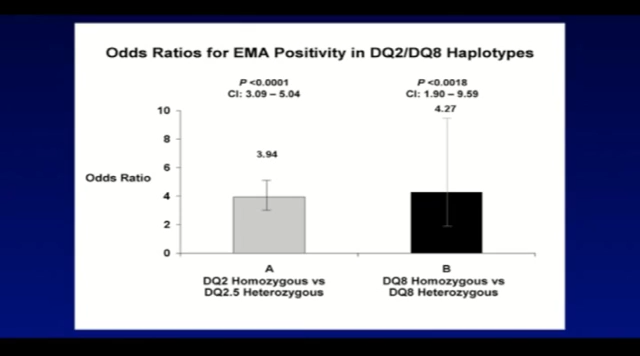 Odds Ratios for EMA Positivity in DQ2/DQ8 Haplotypes
P <0.0001
CI: 3.09 – 5.04
P <0.0018
CI: 1.90 – 9.59
4.27
10
8
3.94
6
Odds Ratio
4
2
0
A
DQ2 Homozygous vs
DQ2.5 Heterozygous
B
DQ8 Homozygous vs
DQ8 Heterozygous